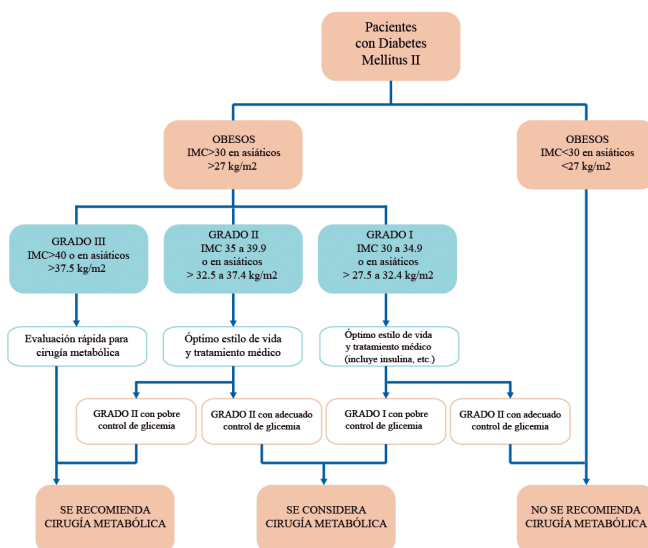 Pacientes
con Diabetes
Mellitus II
OBESOS
IMC>30 en asiáticos
>27 kg/m2
OBESOS
IMC<30 en asiáticos
<27 kg/m2
GRADO III
IMC>40 o en asiáticos
>37.5 kg/m2
GRADO II
IMC 35 a 39.9
o en asiáticos
> 32.5 a 37.4 kg/m2
GRADO I
IMC 30 a 34.9
o en asiáticos
> 27.5 a 32.4 kg/m2
Evaluación rápida para
cirugía metabólica
Óptimo estilo de vida
y tratamiento médico
Óptimo estilo de vida
y tratamiento médico
(incluye insulina, etc.)
GRADO II con pobre
control de glicemia
GRADO II con adecuado
control de glicemia
GRADO I con pobre
control de glicemia
GRADO II con adecuado
control de glicemia
SE RECOMIENDA
CIRUGÍA METABÓLICA
SE CONSIDERA
CIRUGÍA METABÓLICA
NO SE RECOMIENDA
CIRUGÍA METABÓLICA